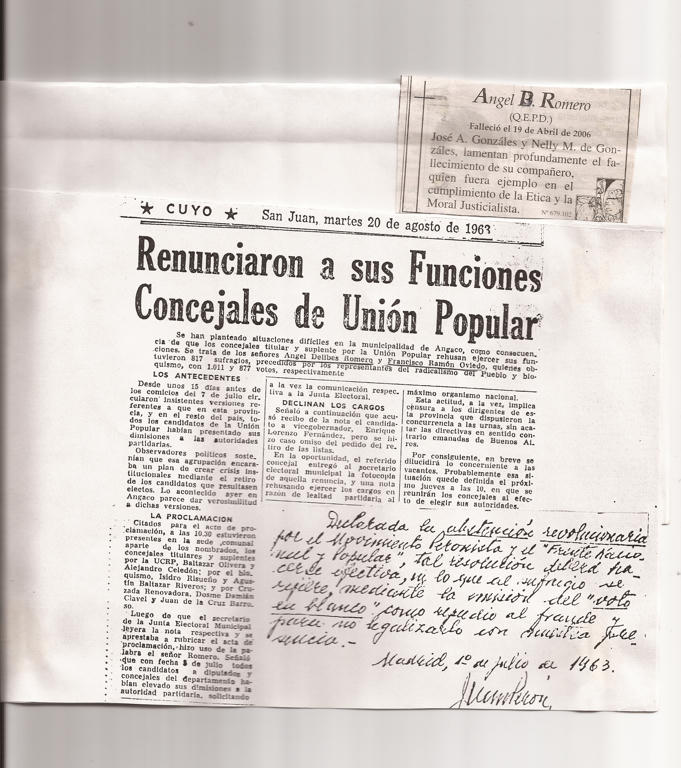 Angel B. Romero
(Q.E.P.D.)
Falleció el 19 de Abril de 2006
José A. Gonzáles y Nelly M. de Gon-
záles, lamentan profundamente el fa-
llecimiento de su compañero,
quien fuera ejemplo en el
cumplimiento de la Etica y la
Moral Justicialista.
Nº 679.102
★ CUYO ★ San Juan, martes 20 de agosto de 1963
Renunciaron a sus Funciones
Concejales de Unión Popular
Se han planteado situaciones difíciles en la municipalidad de Angaco, como consecuen-
cia de que los concejales titular y suplente por la Unión Popular rehusan ejercer sus fun-
ciones. Se trata de los señores Angel Delibes Romero y Francisco Ramón Oviedo, quienes ob-
tuvieron 817 sufragios, precedidos por los representantes del radicalismo del Pueblo y blo-
quismo, con 1.011 y 877 votos, respectivamente
LOS ANTECEDENTES
Desde unos 15 días antes de
los comicios del 7 de julio cir-
cularon insistentes versiones re-
ferentes a que en esta provin-
cia, y en el resto del país, to-
dos los candidatos de la Unión
Popular habían presentado sus
dimisiones a las autoridades
partidarias.
Observadores políticos soste-
nían que esa agrupación encara-
ba un plan de crear crisis ins-
titucionales mediante el retiro
de los candidatos que resultasen
electos. Lo acontecido ayer en
Angaco parece dar verosimilitud
a dichas versiones.
LA PROCLAMACION
Citados para el acto de pro-
clamación, a las 10.30 estuvieron
presentes en la sede comunal
aparte de los nombrados, los
concejales titulares y suplentes
por la UCRP, Baltazar Olivera y
Alejandro Celedón; por el blo-
quismo, Isidro Risueño y Agus-
tín Baltazar Riveros; y por Cru-
zada Renovadora, Dosme Damián
Clavel y Juan de la Cruz Barro-
so.
Luego de que el secretario
de la Junta Electoral Municipal
leyera la nota respectiva y se
aprestaba a rubricar el acta de
proclamación, hizo uso de la pa-
labra el señor Romero. Señaló
que con fecha 5 de julio todos
los candidatos a diputados y
concejales del departamento ha-
bían elevado sus dimisiones a la
autoridad partidaria, solicitando
a la vez la comunicación respec-
tiva a la Junta Electoral.
DECLINAN LOS CARGOS
Señaló a continuación que acu-
só recibo de la nota el candida-
to a vicegobernador, Enrique
Lorenzo Fernández, pero se hi-
zo caso omiso del pedido del re-
tiro de las listas.
En la oportunidad, el referido
concejal entregó al secretario
electoral municipal la fotocopia
de aquella renuncia, y una nota
rehusando ejercer los cargos en
razón de lealtad partidaria al
máximo organismo nacional.
Esta actitud, a la vez, implica
censura a los dirigentes de es-
ta provincia que dispusieron la
concurrencia a las urnas, sin aca-
tar las directivas en sentido con-
trario emanadas de Buenos Ai-
res.
Por consiguiente, en breve se
dilucidrá lo concerniente a las
vacantes. Probablemente esa si-
tuación quede definida el próxi-
mo jueves a las 10, en que se
reunirán los concejales al efec-
to de elegir sus autoridades.
Declarada la abstención revolucionaria
por el Movimiento Peronista y el "Frente Nacio-
nal y Popular", tal resolución deberá ha-
cerse efectiva, en lo que al sufragio se
refiere, mediante la emisión del "voto
en blanco" como repudio al fraude y
para no legalizarlo con nuestra pre-
sencia.-
Madrid, 1º de julio de 1963.
Juan Perón